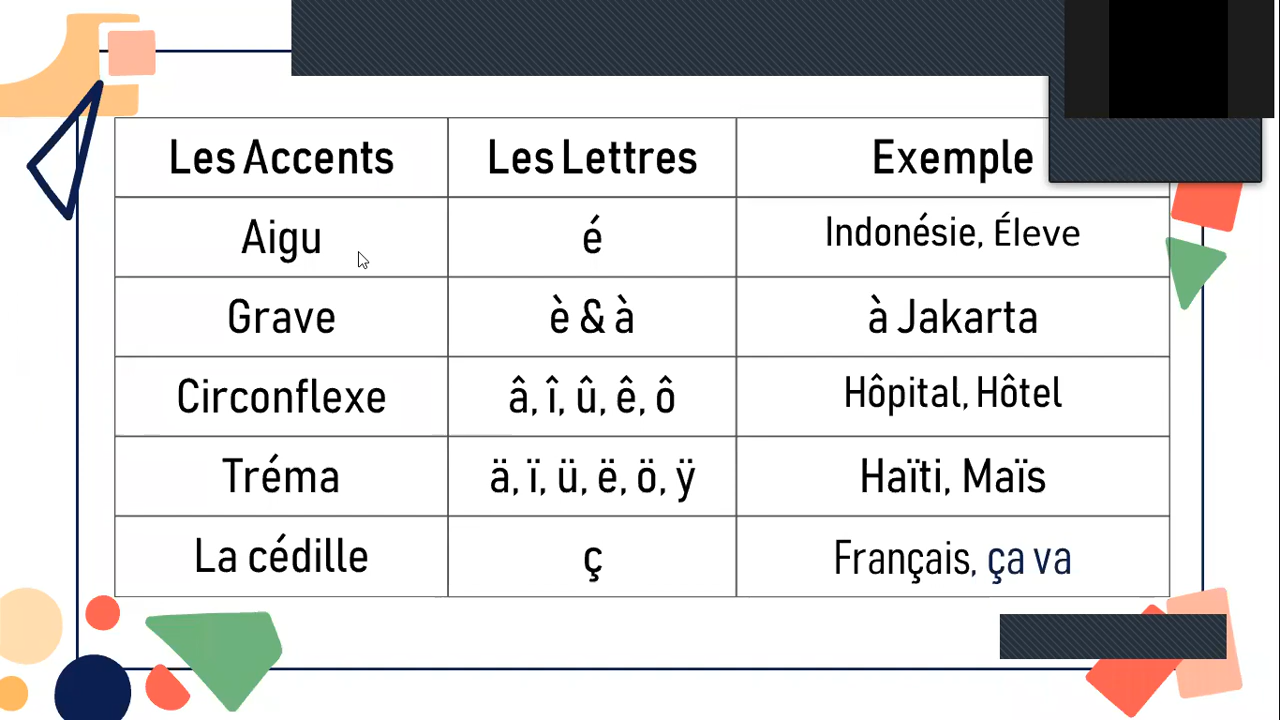 Les Accents Les Lettres Exemple
Aigu é Indonésie, Éleve
Grave è & à à Jakarta
Circonflexe â, î, û, ê, ô Hôpital, Hôtel
Tréma ä, ï, ü, ë, ö, ÿ Haïti, Maïs
La cédille ç Français, ça va